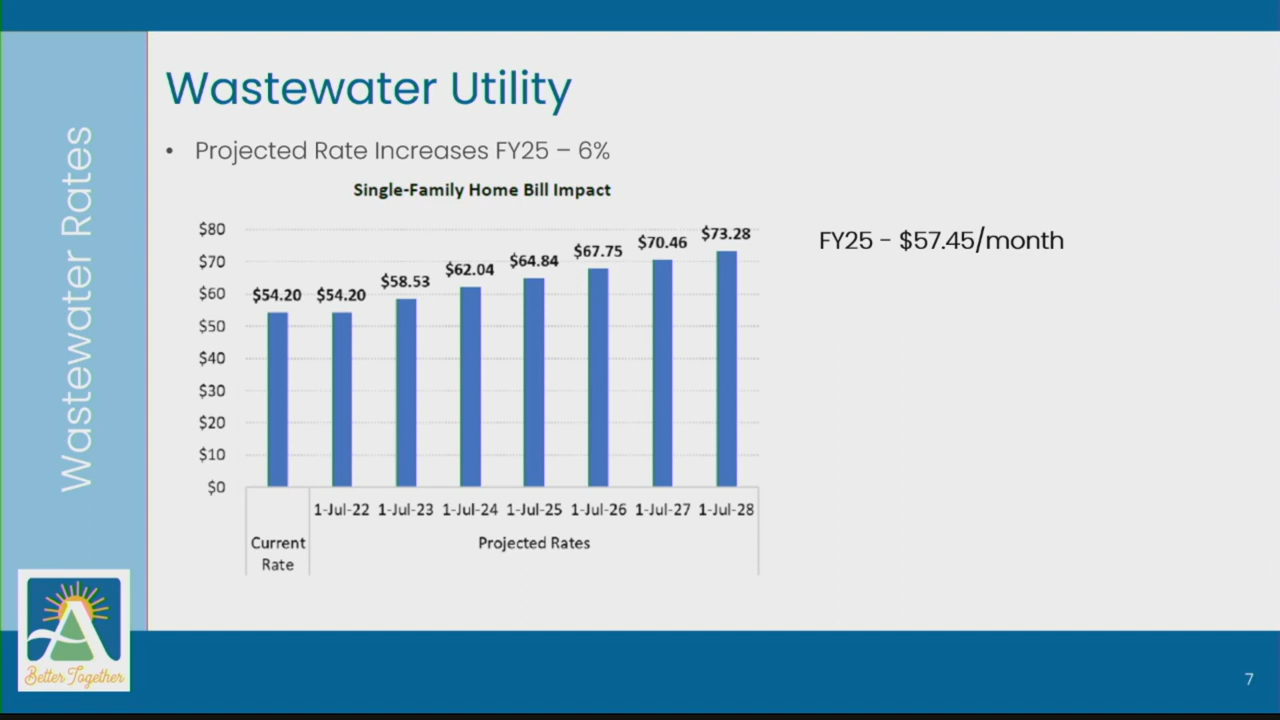 Wastewater Rates
Wastewater Utility
• Projected Rate Increases FY25 – 6%
Single-Family Home Bill Impact
$80
$70
$60
$50
$40
$30
$20
$10
$0
$54.20
$54.20
$58.53
$62.04
$64.84
$67.75
$70.46
$73.28
1-Jul-22 1-Jul-23 1-Jul-24 1-Jul-25 1-Jul-26 1-Jul-27 1-Jul-28
Current
Rate
Projected Rates
FY25 - $57.45/month
A
Better Together
7